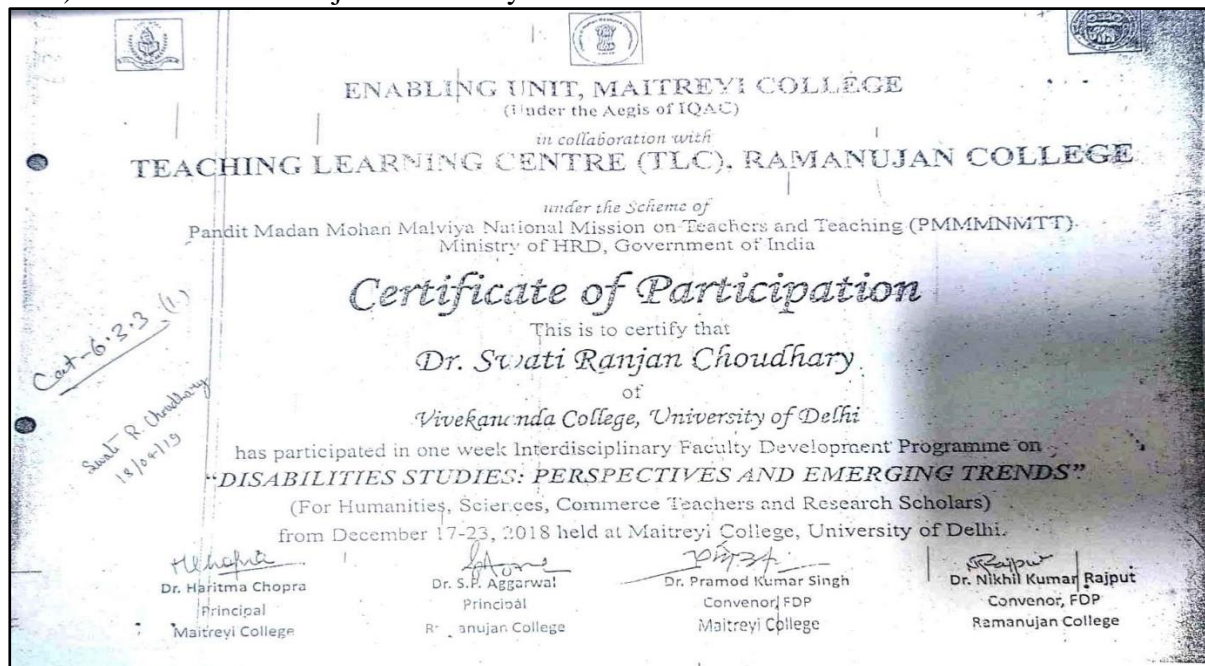 ENABLING UNIT, MAITREYI COLLEGE
(Under the Aegis of IQAC)
in collaboration with
TEACHING LEARNING CENTRE (TLC), RAMANUJAN COLLEGE
under the Scheme of
Pandit Madan Mohan Malviya National Mission on Teachers and Teaching (PMMMNMTT)
Ministry of HRD, Government of India
Certificate of Participation
This is to certify that
Dr. Swati Ranjan Choudhary
of
Vivekananda College, University of Delhi
has participated in one week Interdisciplinary Faculty Development Programme on
"DISABILITIES STUDIES: PERSPECTIVES AND EMERGING TRENDS"
(For Humanities, Sciences, Commerce Teachers and Research Scholars)
from December 17-23, 2018 held at Maitreyi College, University of Delhi.
Cat-6.3.3 (1.)
Swati R. Choudhary
18/04/19
Dr. Haritma Chopra
Principal
Maitreyi College
Dr. S.P. Aggarwal
Principal
Ramanujan College
Dr. Pramod Kumar Singh
Convenor, FDP
Maitreyi College
Dr. Nikhil Kumar Rajput
Convenor, FDP
Ramanujan College